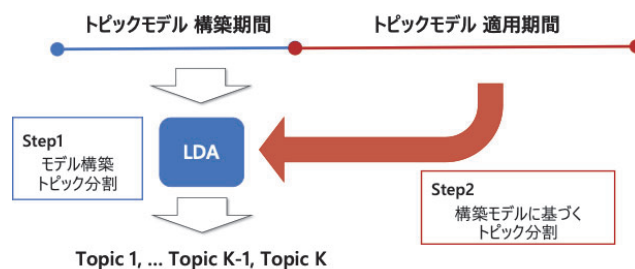 トピックモデル 構築期間
トピックモデル 適用期間
Step1
モデル構築
トピック分割
LDA
Step2
構築モデルに基づく
トピック分割
Topic 1, ... Topic K-1, Topic K